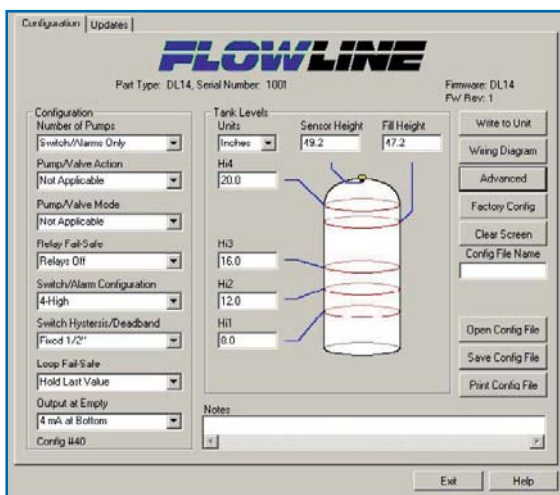 Configuration
Updates
FLOWLINE
Part Type: DL14, Serial Number: 1001
Firmware: DL14
FW Rev: 1
Configuration
Number of Pumps
Switch/Alarms Only
Pump/Valve Action
Not Applicable
Pump/Valve Mode
Not Applicable
Relay Fail-Safe
Relays Off
Switch/Alarm Configuration
4-High
Switch Hystersis/Deadband
Fixed 1/2"
Loop Fail-Safe
Hold Last Value
Output at Empty
4 mA at Bottom
Config #40
Tank Levels
Units
Inches
Sensor Height
49.2
Fill Height
47.2
Hi4
20.0
Hi3
16.0
Hi2
12.0
Hi1
8.0
Notes
Write to Unit
Wiring Diagram
Advanced
Factory Config
Clear Screen
Config File Name
Open Config File
Save Config File
Print Config File
Exit
Help